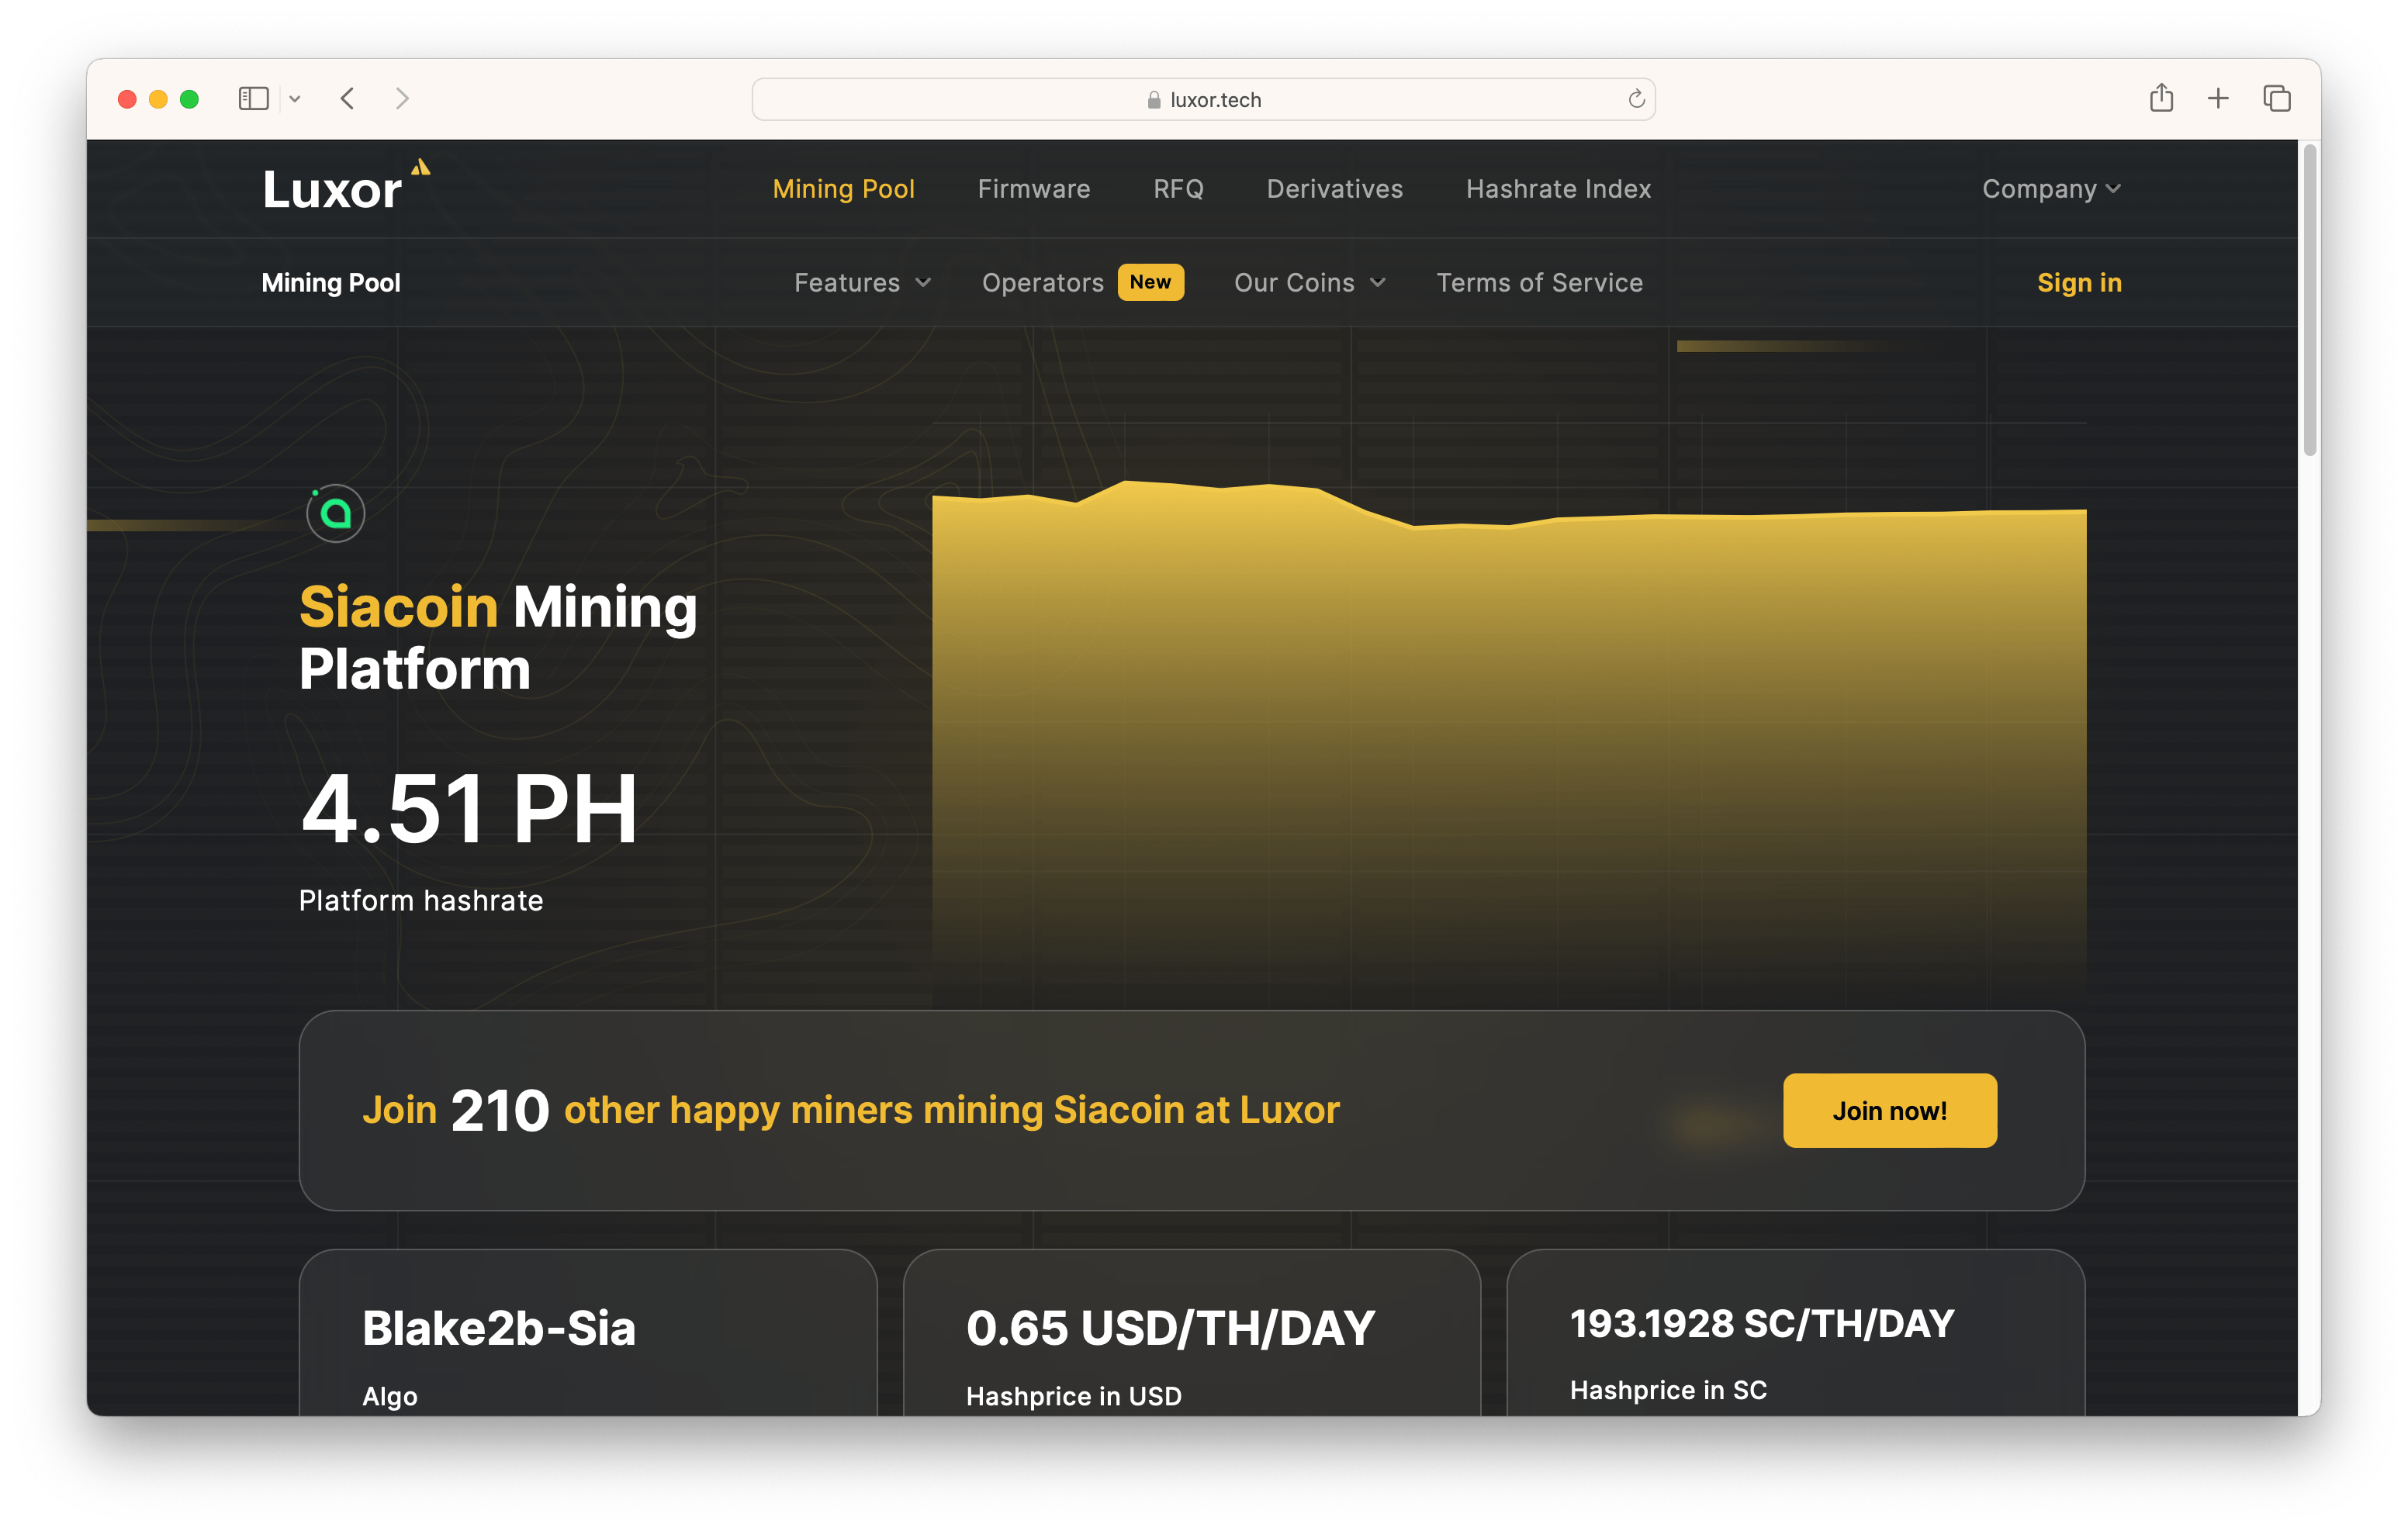 luxor.tech
Luxor
Mining Pool Firmware RFQ Derivatives Hashrate Index Company
Mining Pool Features Operators New Our Coins Terms of Service Sign in
Siacoin Mining
Platform
4.51 PH
Platform hashrate
Join 210 other happy miners mining Siacoin at Luxor
Join now!
Blake2b-Sia
Algo
0.65 USD/TH/DAY
Hashprice in USD
193.1928 SC/TH/DAY
Hashprice in SC